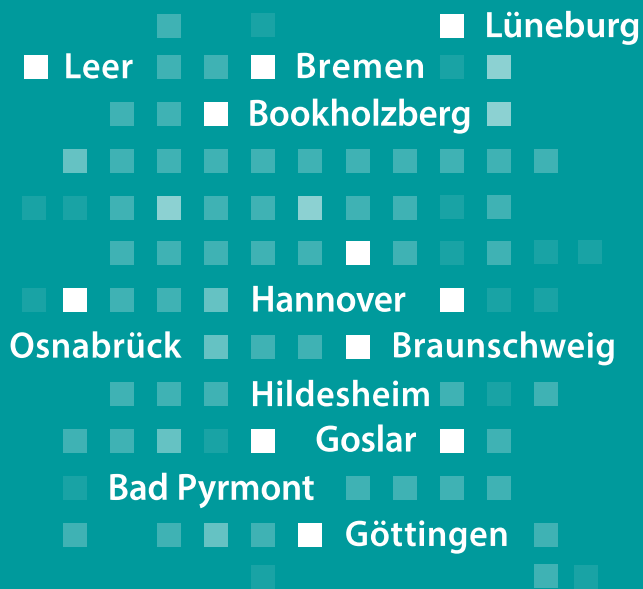 Lüneburg
Leer
Bremen
Bookholzberg
Hannover
Osnabrück
Braunschweig
Hildesheim
Goslar
Bad Pyrmont
Göttingen